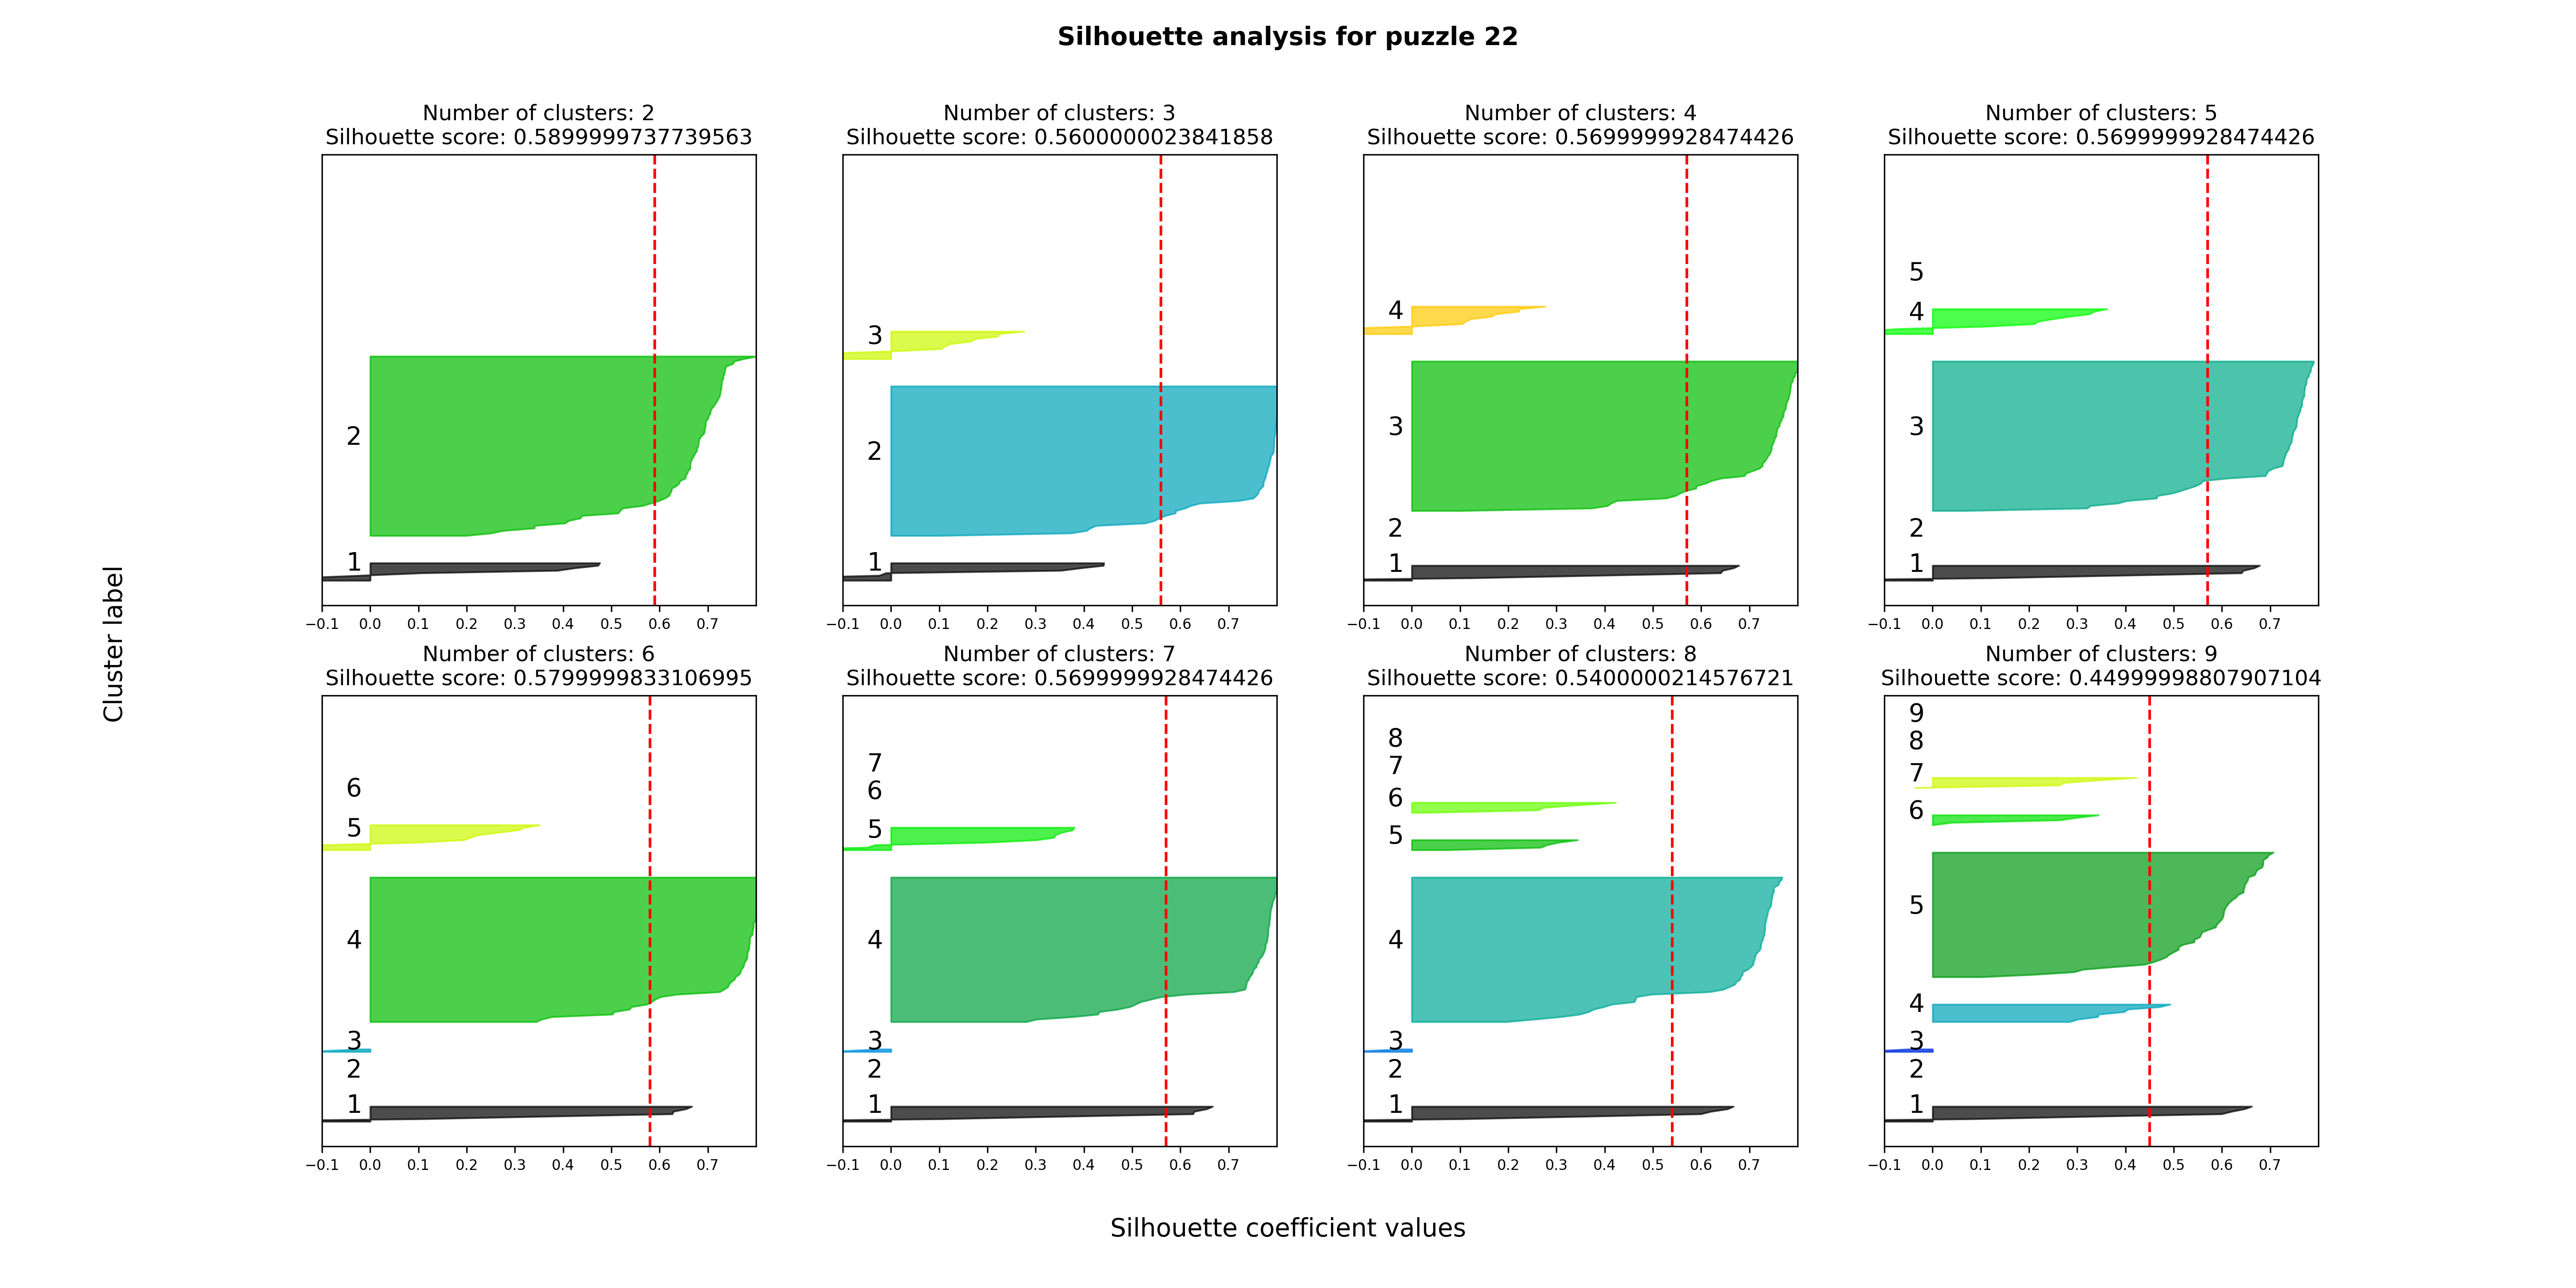 Silhouette analysis for puzzle 22
Number of clusters: 2
Silhouette score: 0.5899999737739563
2
1
−0.1 0.0 0.1 0.2 0.3 0.4 0.5 0.6 0.7
Number of clusters: 3
Silhouette score: 0.5600000023841858
3
2
1
−0.1 0.0 0.1 0.2 0.3 0.4 0.5 0.6 0.7
Number of clusters: 4
Silhouette score: 0.5699999928474426
4
3
2
1
−0.1 0.0 0.1 0.2 0.3 0.4 0.5 0.6 0.7
Number of clusters: 5
Silhouette score: 0.5699999928474426
5
4
3
2
1
−0.1 0.0 0.1 0.2 0.3 0.4 0.5 0.6 0.7
Cluster label
Number of clusters: 6
Silhouette score: 0.5799999833106995
6
5
4
3
2
1
−0.1 0.0 0.1 0.2 0.3 0.4 0.5 0.6 0.7
Number of clusters: 7
Silhouette score: 0.5699999928474426
7
6
5
4
3
2
1
−0.1 0.0 0.1 0.2 0.3 0.4 0.5 0.6 0.7
Number of clusters: 8
Silhouette score: 0.5400000214576721
8
7
6
5
4
3
2
1
−0.1 0.0 0.1 0.2 0.3 0.4 0.5 0.6 0.7
Number of clusters: 9
Silhouette score: 0.44999998807907104
9
8
7
6
5
4
3
2
1
−0.1 0.0 0.1 0.2 0.3 0.4 0.5 0.6 0.7
Silhouette coefficient values